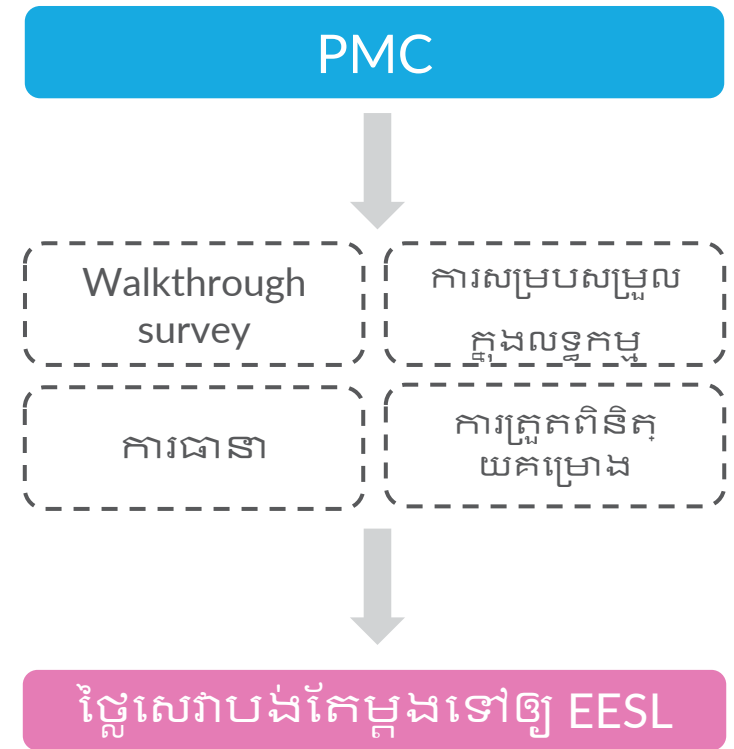 PMC
Walkthrough
survey
ការសម្របសម្រួល
ក្នុងលទ្ធកម្ម
ការធានា
ការត្រួតពិនិត្
យគម្រោង
ថ្លៃសេវាបង់តែម្តងទៅឲ្យ EESL